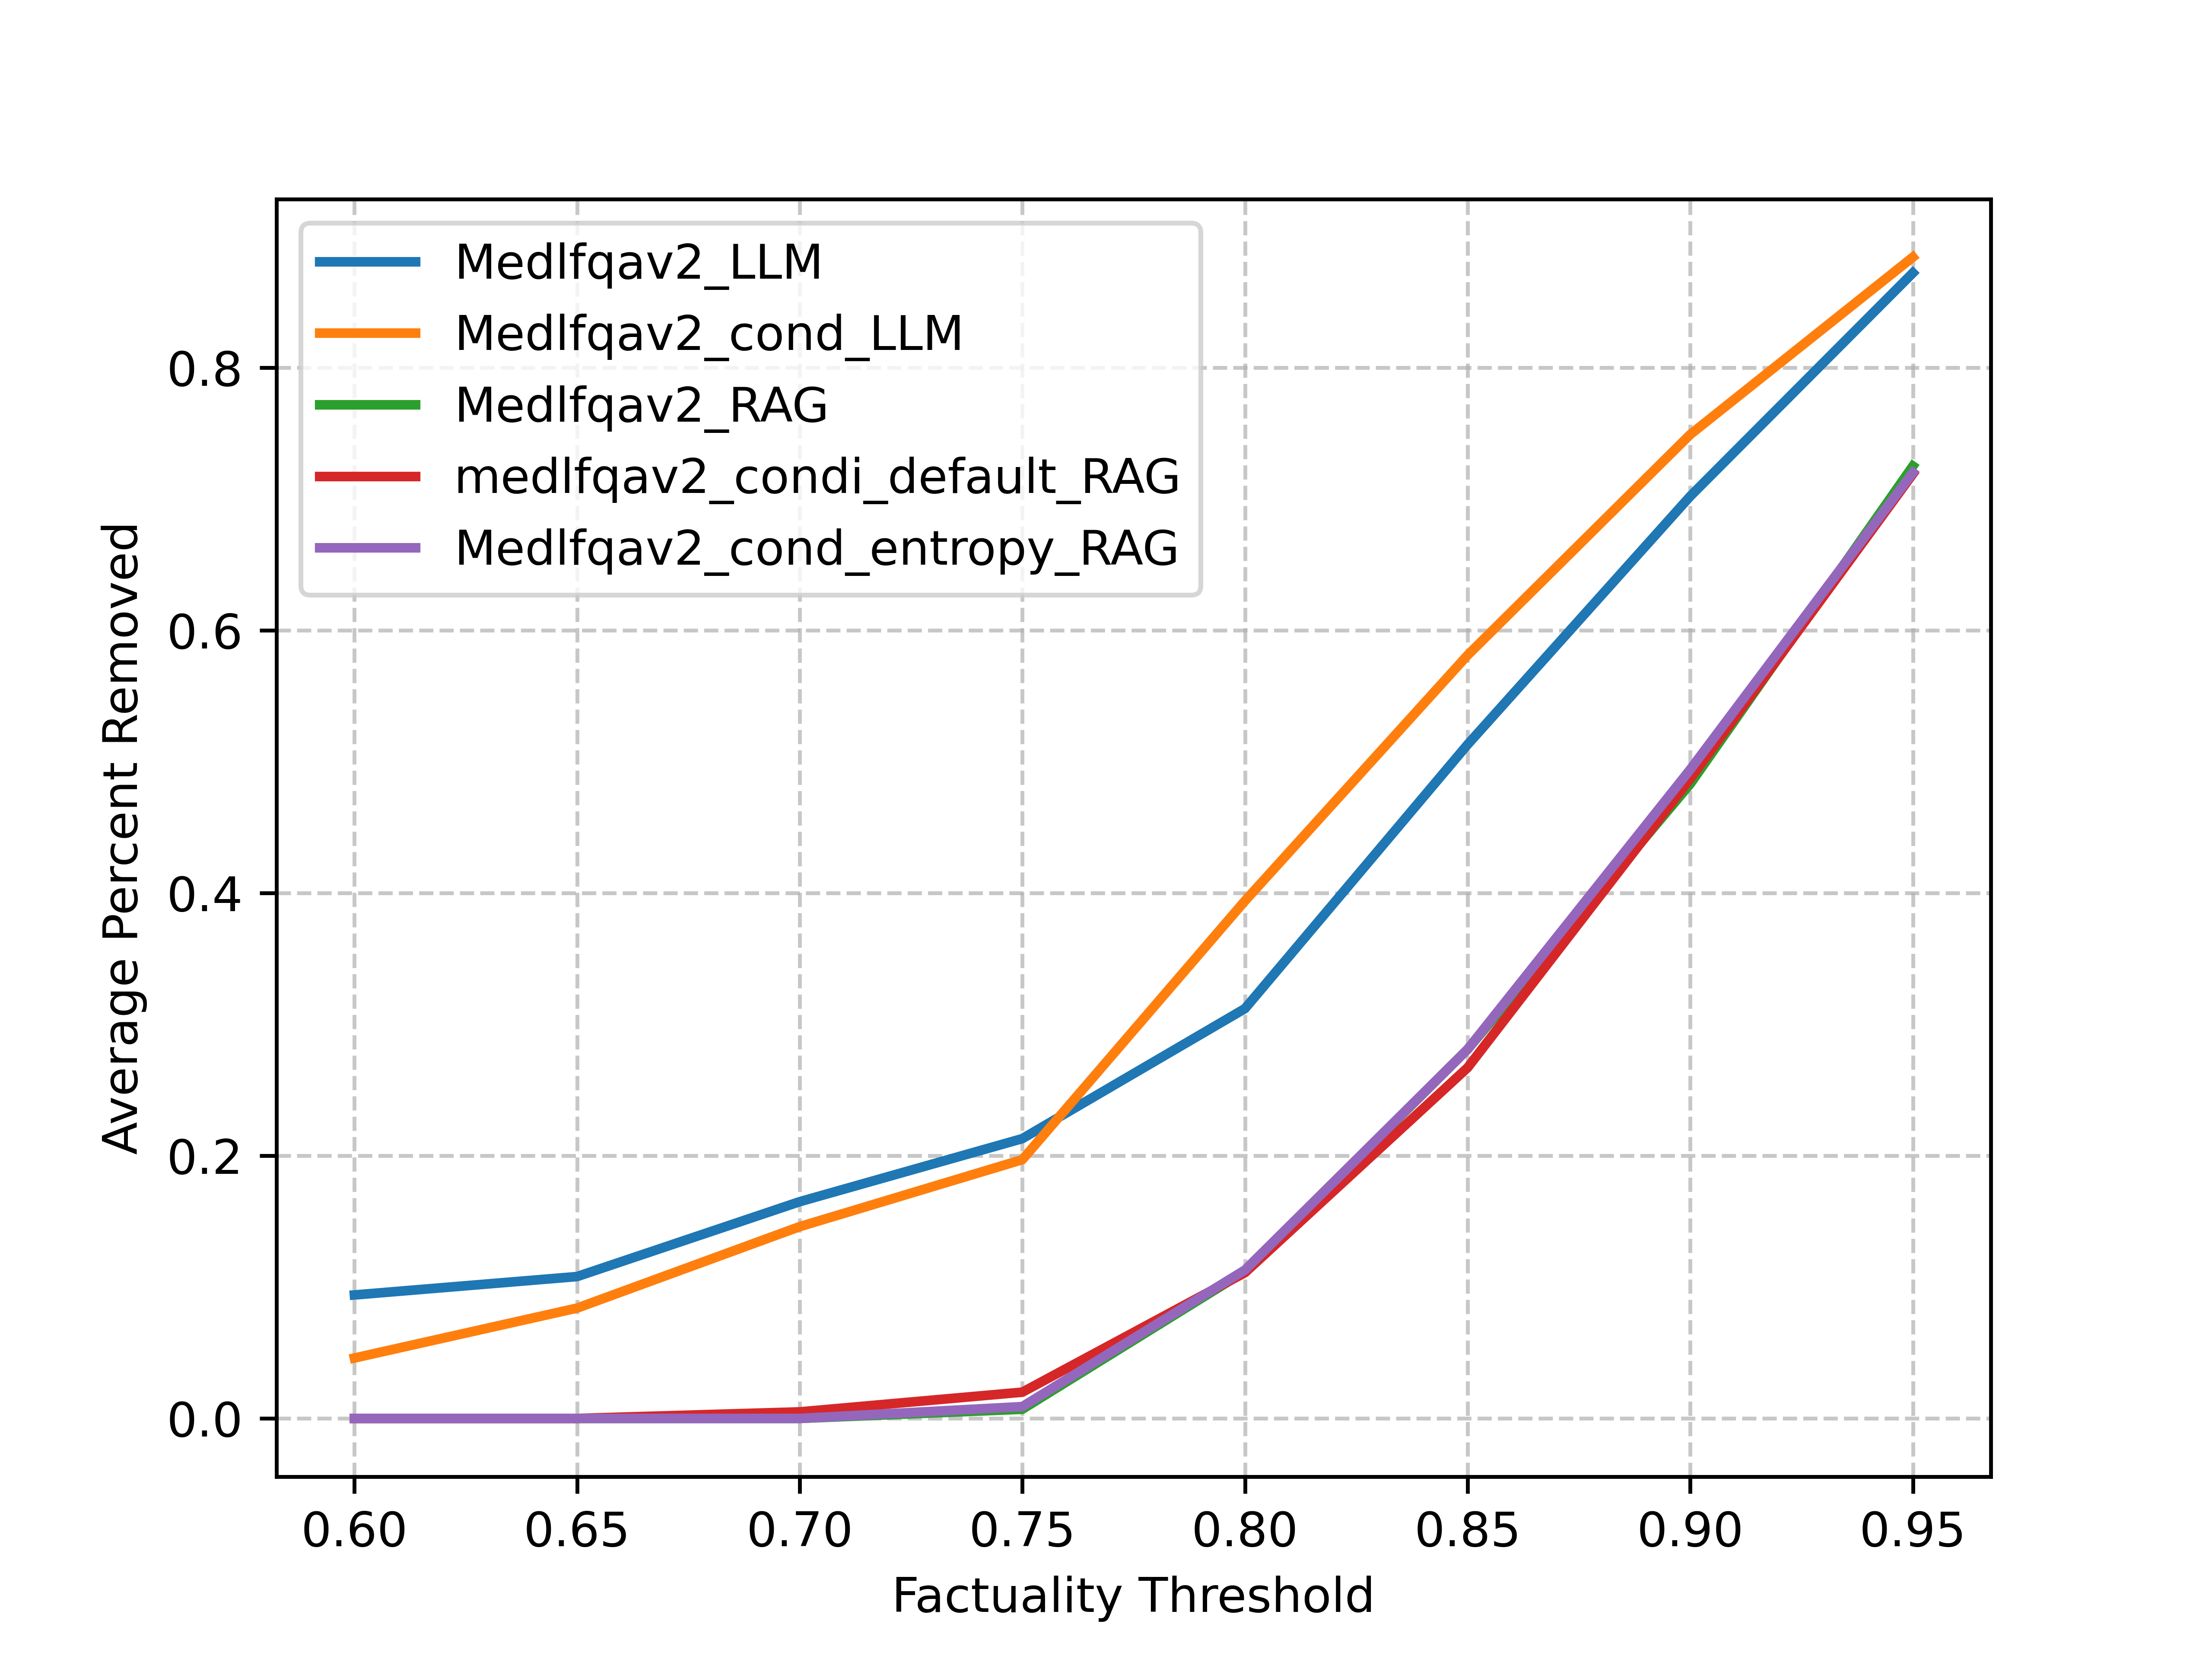 Medlfqav2_LLM
Medlfqav2_cond_LLM
Medlfqav2_RAG
medlfqav2_condi_default_RAG
Medlfqav2_cond_entropy_RAG
Average Percent Removed
0.8
0.6
0.4
0.2
0.0
0.60 0.65 0.70 0.75 0.80 0.85 0.90 0.95
Factuality Threshold